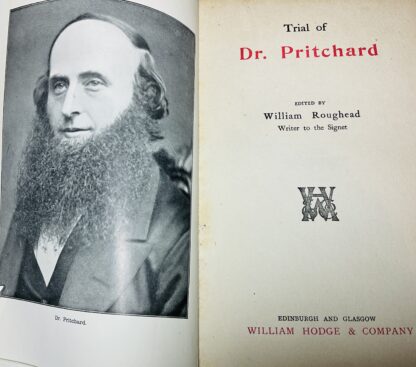 Dr. Pritchard.
Trial of
Dr. Pritchard
EDITED BY
William Roughead
Writer to the Signet
EDINBURGH AND GLASGOW
WILLIAM HODGE & COMPANY